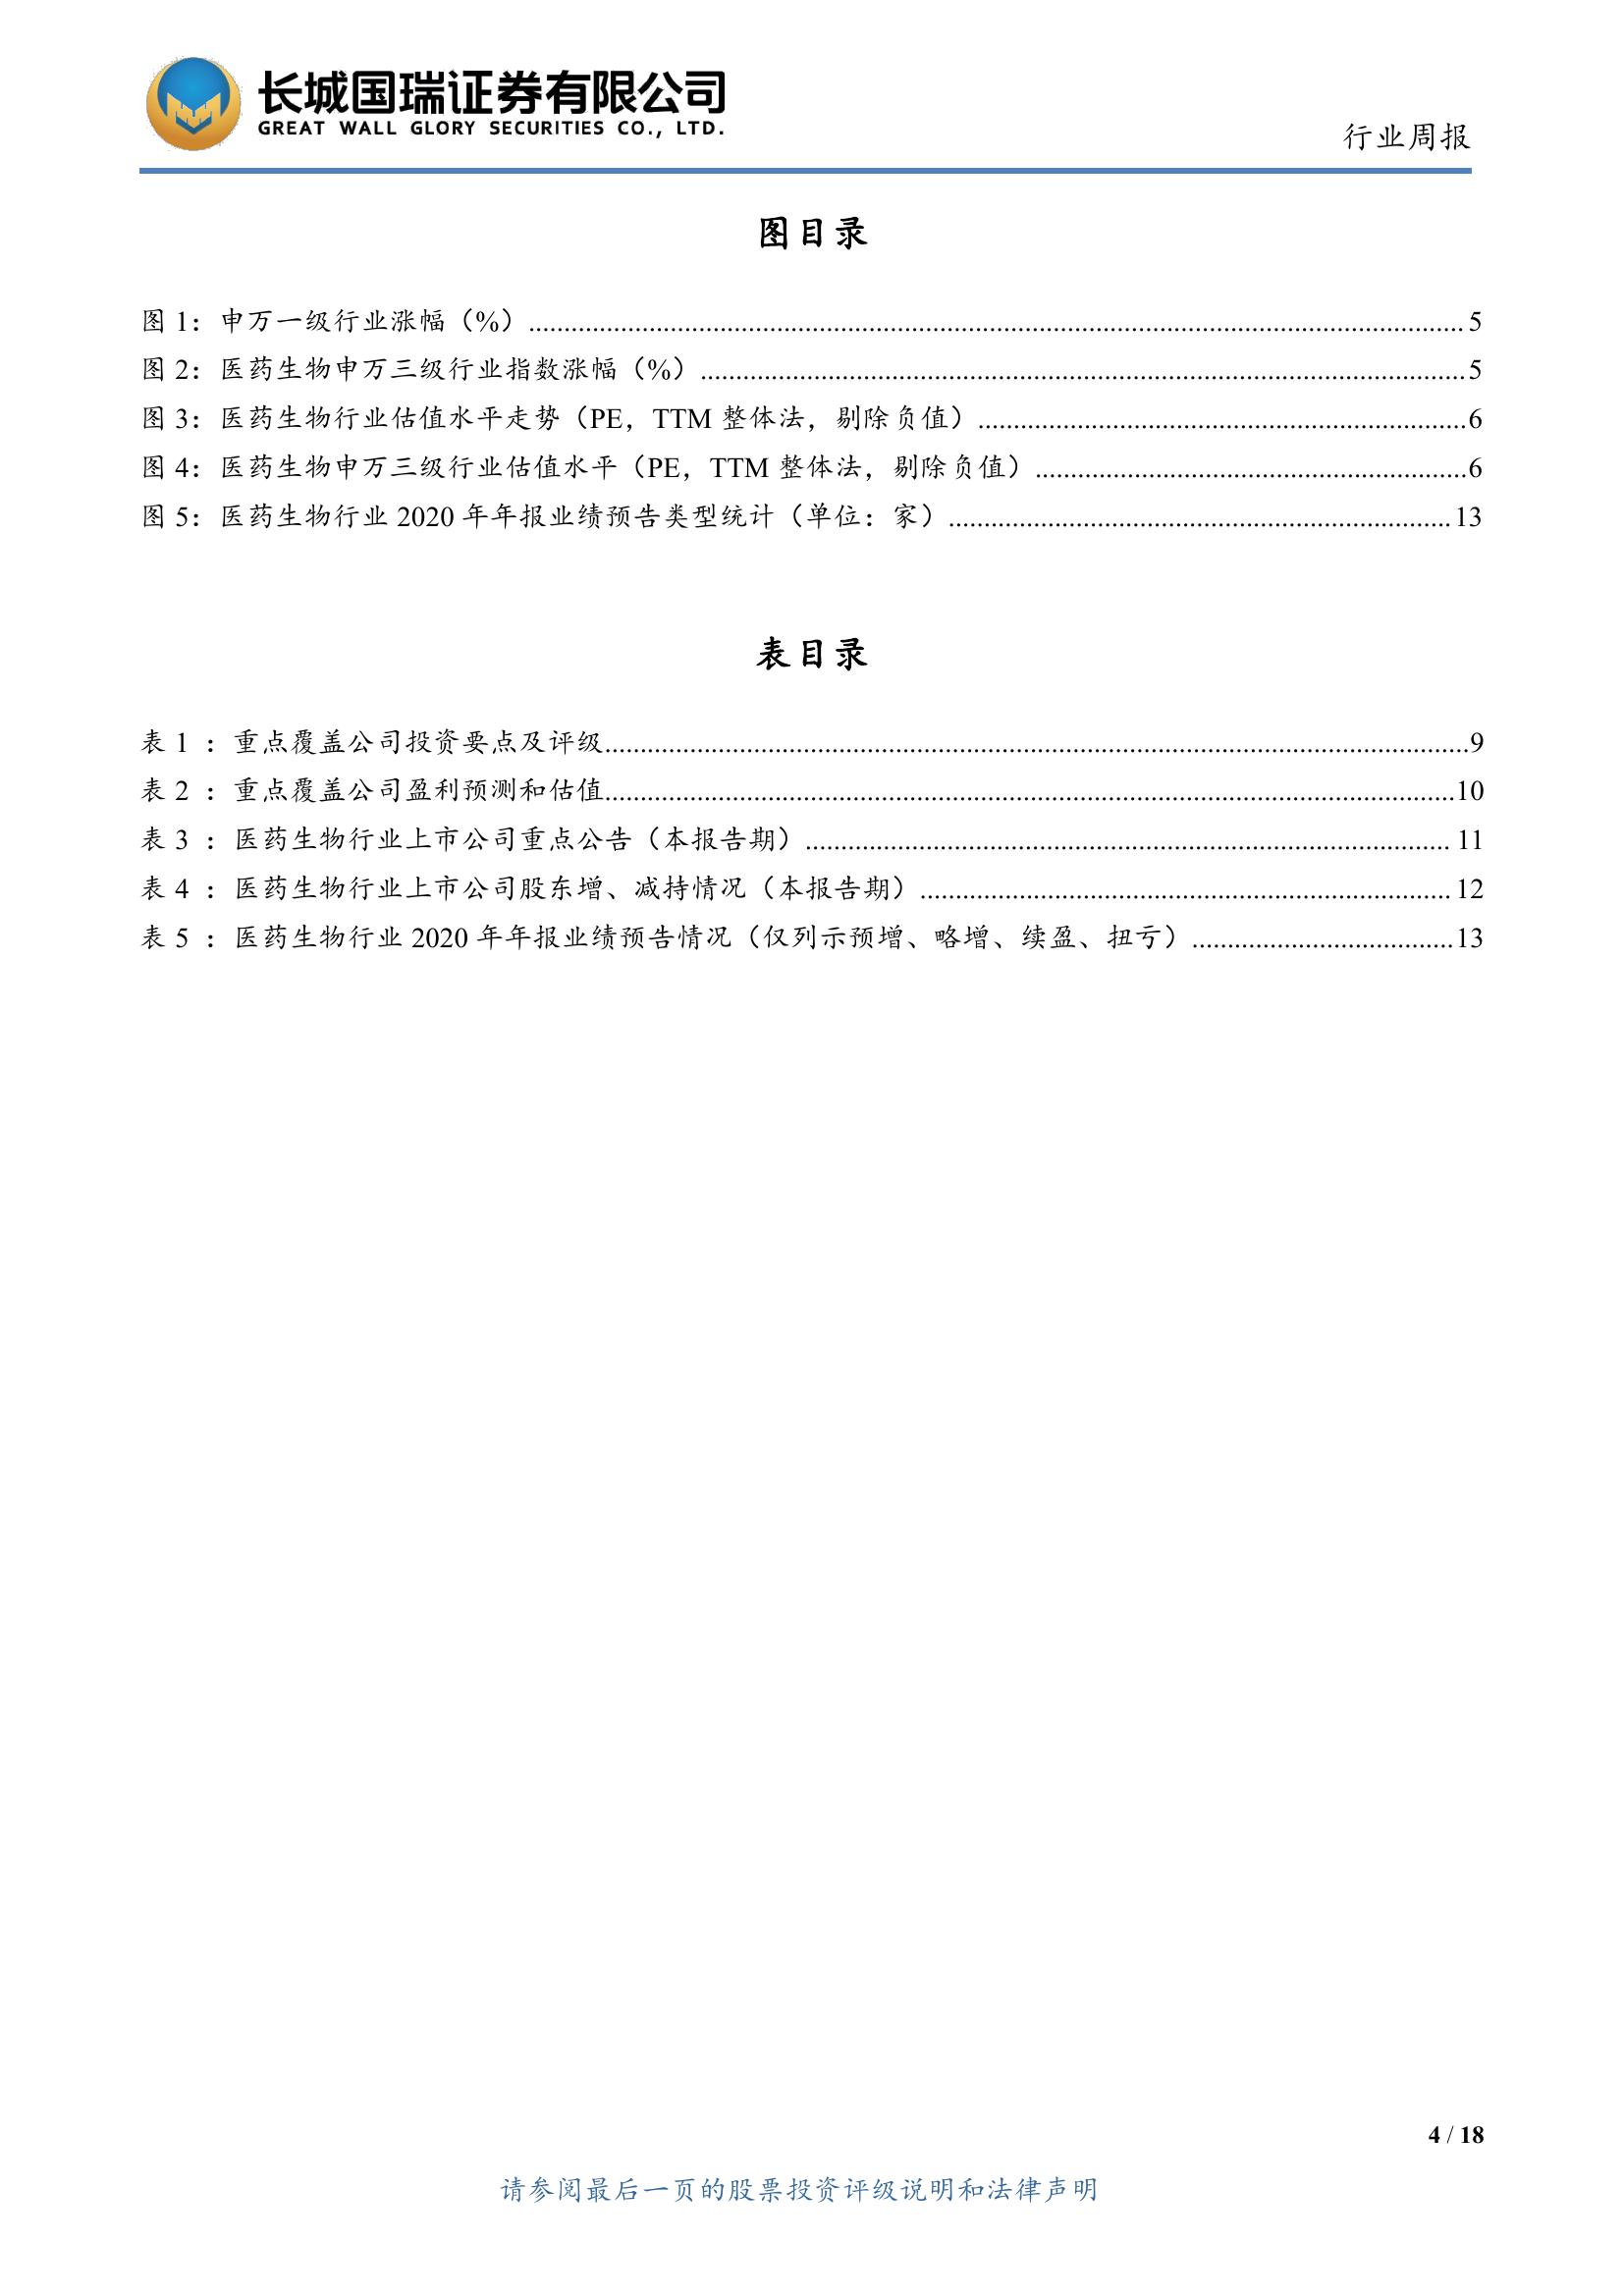 长城国瑞证券有限公司
GREAT WALL GLORY SECURITIES CO., LTD.
行业周报
图目录
图 1：申万一级行业涨幅（%）........................5
图 2：医药生物申万三级行业指数涨幅（%）........................5
图 3：医药生物行业估值水平走势（PE，TTM 整体法，剔除负值）........................6
图 4：医药生物申万三级行业估值水平（PE，TTM 整体法，剔除负值）........................6
图 5：医药生物行业 2020 年年报业绩预告类型统计（单位：家）........................13
表目录
表 1 ：重点覆盖公司投资要点及评级........................9
表 2 ：重点覆盖公司盈利预测和估值........................10
表 3 ：医药生物行业上市公司重点公告（本报告期）........................11
表 4 ：医药生物行业上市公司股东增、减持情况（本报告期）........................12
表 5 ：医药生物行业 2020 年年报业绩预告情况（仅列示预增、略增、续盈、扭亏）........................13
4 / 18
请参阅最后一页的股票投资评级说明和法律声明